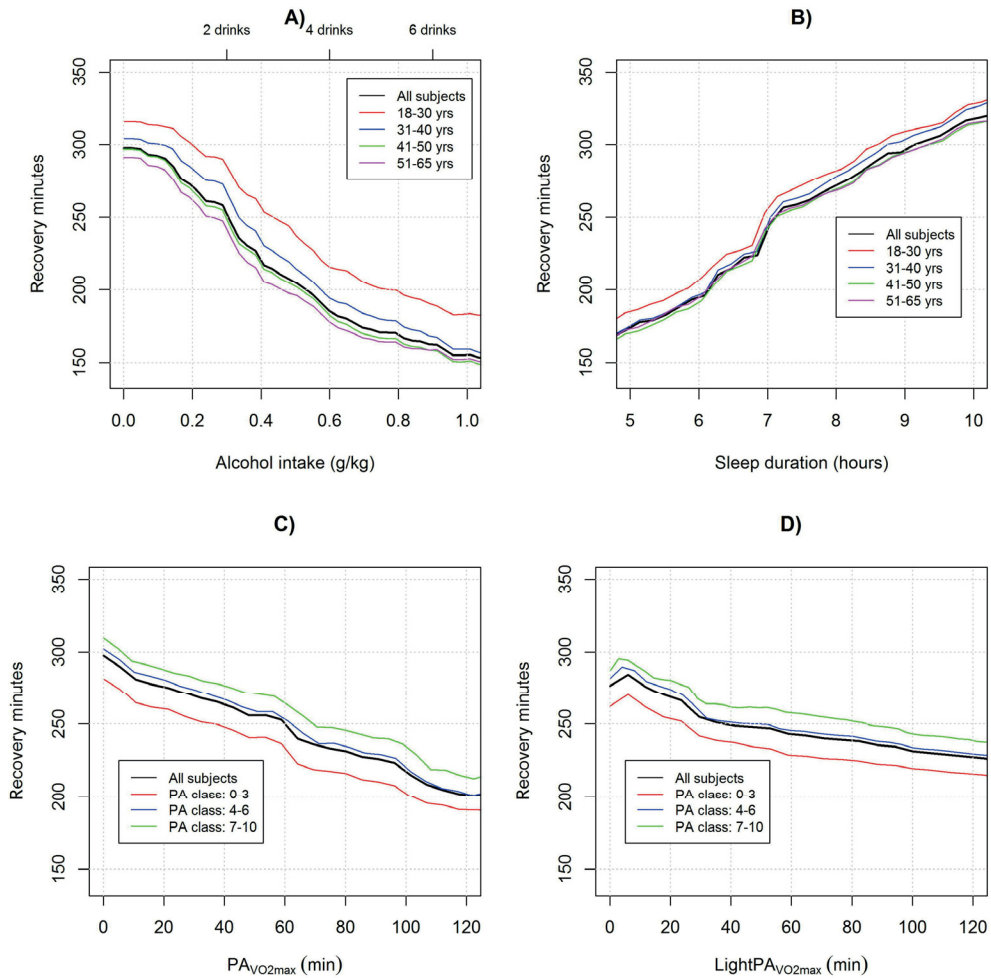 A)
2 drinks 4 drinks 6 drinks
350
300
250
200
150
Recovery minutes
All subjects
18-30 yrs
31-40 yrs
41-50 yrs
51-65 yrs
0.0 0.2 0.4 0.6 0.8 1.0
Alcohol intake (g/kg)
B)
350
300
250
200
150
Recovery minutes
All subjects
18-30 yrs
31-40 yrs
41-50 yrs
51-65 yrs
5 6 7 8 9 10
Sleep duration (hours)
C)
350
300
250
200
150
Recovery minutes
All subjects
PA class: 0-3
PA class: 4-6
PA class: 7-10
0 20 40 60 80 100 120
PAVO2max (min)
D)
350
300
250
200
150
Recovery minutes
All subjects
PA class: 0-3
PA class: 4-6
PA class: 7-10
0 20 40 60 80 100 120
LightPAVO2max (min)